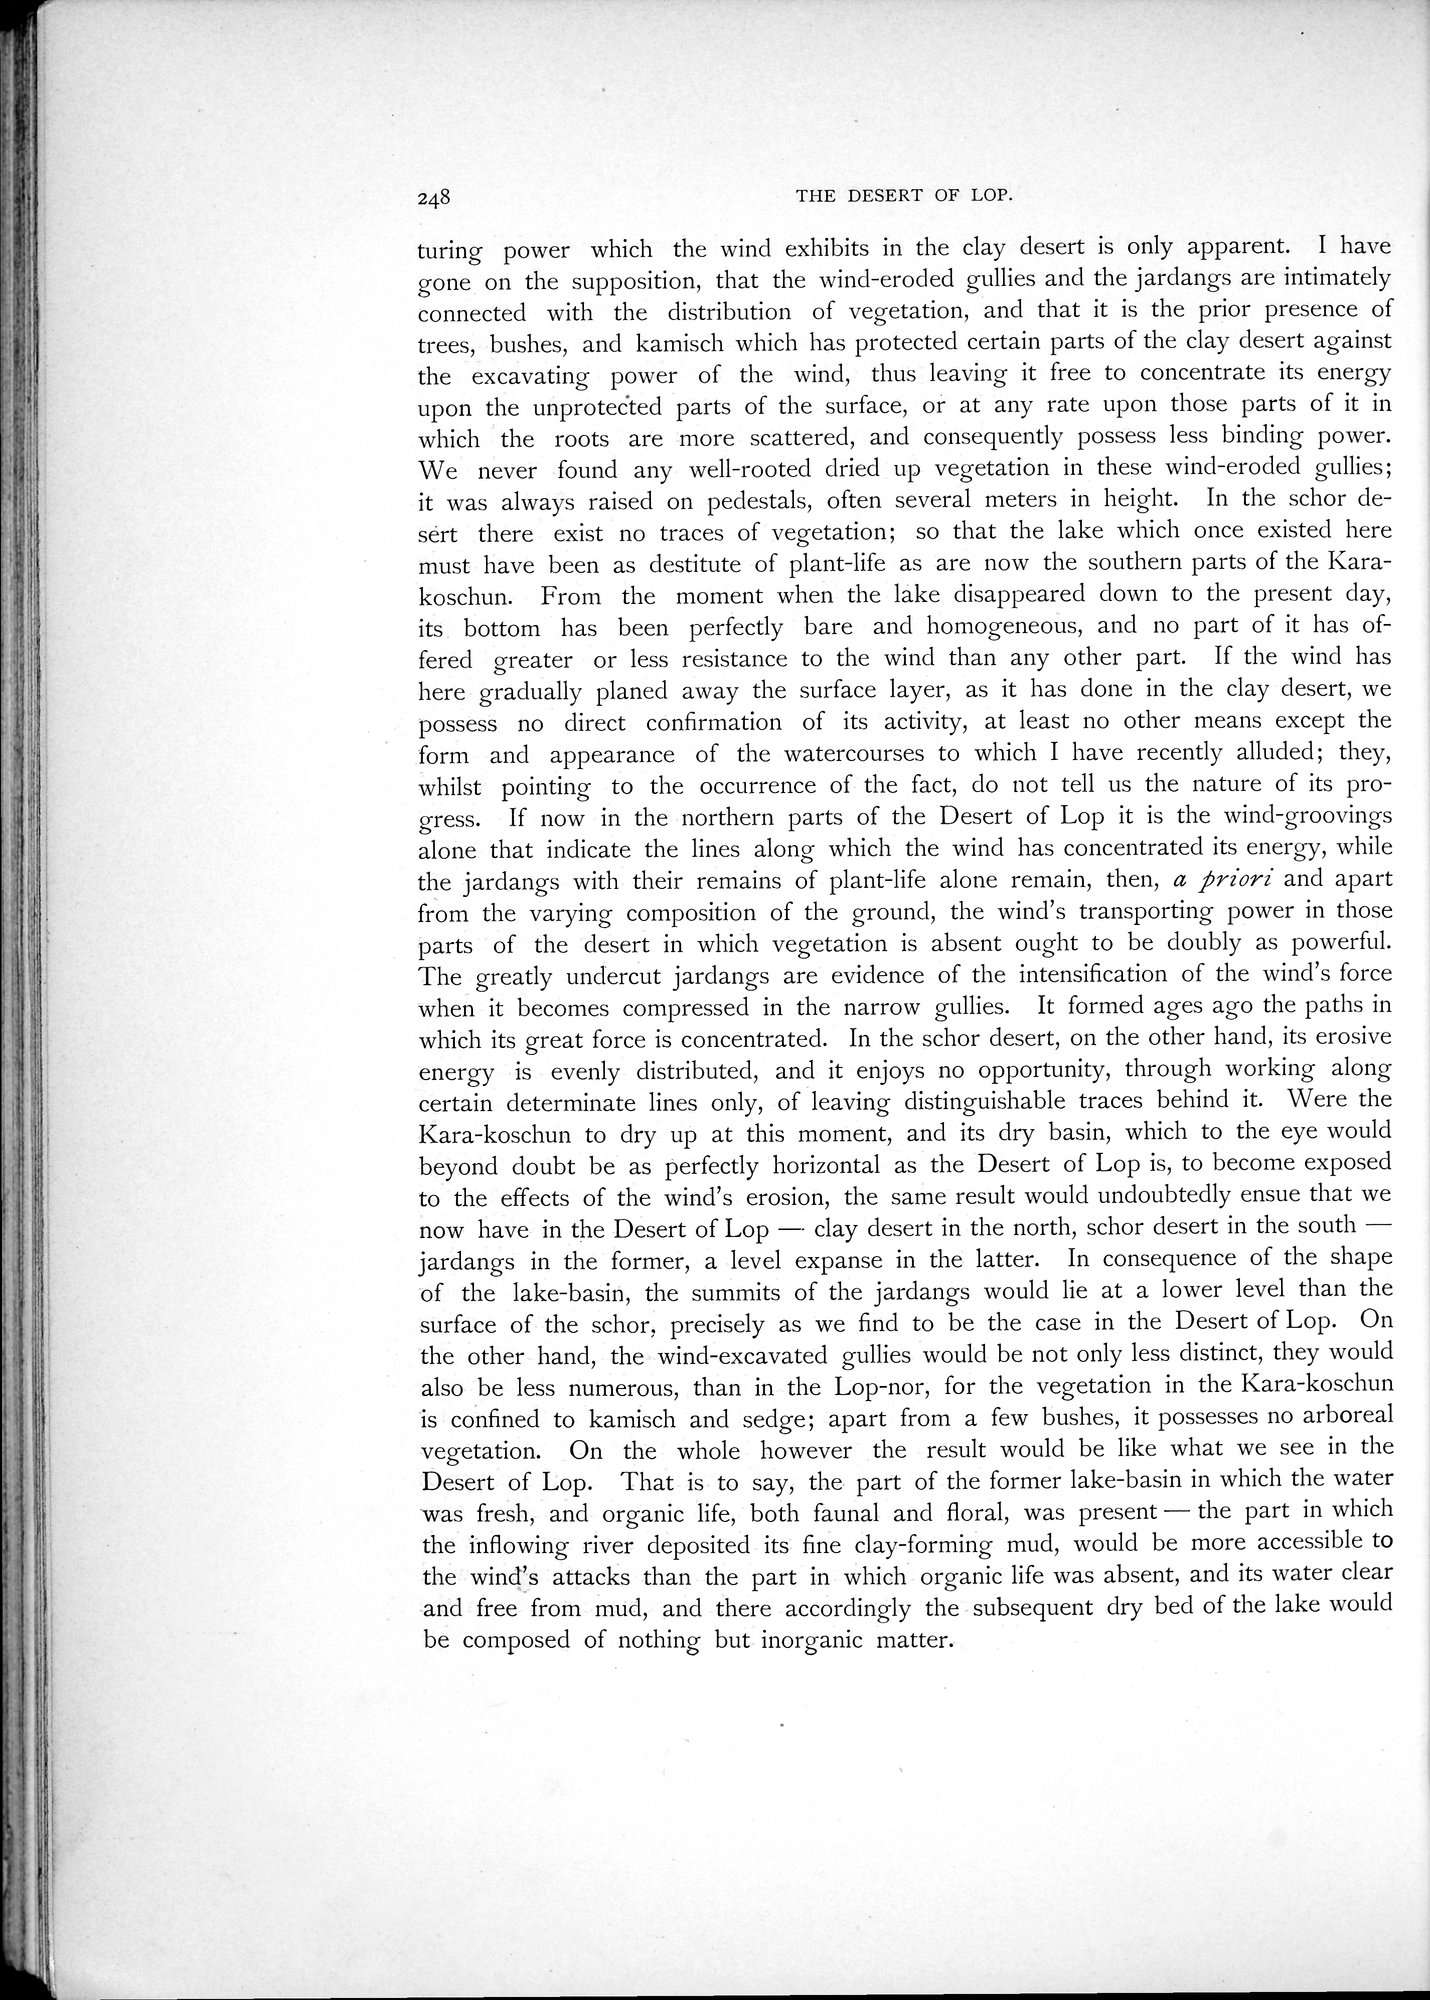 248
THE DESERT OF LOP.
turing power which the wind exhibits in the clay desert is only apparent. I have
gone on the supposition, that the wind-eroded gullies and the jardangs are intimately
connected with the distribution of vegetation, and that it is the prior presence of
trees, bushes, and kamisch which has protected certain parts of the clay desert against
the excavating power of the wind, thus leaving it free to concentrate its energy
upon the unprotected parts of the surface, or at any rate upon those parts of it in
which the roots are more scattered, and consequently possess less binding power.
We never found any well-rooted dried up vegetation in these wind-eroded gullies;
it was always raised on pedestals, often several meters in height. In the schor de-
sert there exist no traces of vegetation; so that the lake which once existed here
must have been as destitute of plant-life as are now the southern parts of the Kara-
koschun. From the moment when the lake disappeared down to the present day,
its bottom has been perfectly bare and homogeneous, and no part of it has of-
fered greater or less resistance to the wind than any other part. If the wind has
here gradually planed away the surface layer, as it has done in the clay desert, we
possess no direct confirmation of its activity, at least no other means except the
form and appearance of the watercourses to which I have recently alluded; they,
whilst pointing to the occurrence of the fact, do not tell us the nature of its pro-
gress. If now in the northern parts of the Desert of Lop it is the wind-groovings
alone that indicate the lines along which the wind has concentrated its energy, while
the jardangs with their remains of plant-life alone remain, then, a priori and apart
from the varying composition of the ground, the wind's transporting power in those
parts of the desert in which vegetation is absent ought to be doubly as powerful.
The greatly undercut jardangs are evidence of the intensification of the wind's force
when it becomes compressed in the narrow gullies. It formed ages ago the paths in
which its great force is concentrated. In the schor desert, on the other hand, its erosive
energy is evenly distributed, and it enjoys no opportunity, through working along
certain determinate lines only, of leaving distinguishable traces behind it. Were the
Kara-koschun to dry up at this moment, and its dry basin, which to the eye would
beyond doubt be as perfectly horizontal as the Desert of Lop is, to become exposed
to the effects of the wind's erosion, the same result would undoubtedly ensue that we
now have in the Desert of Lop — clay desert in the north, schor desert in the south —
jardangs in the former, a level expanse in the latter. In consequence of the shape
of the lake-basin, the summits of the jardangs would lie at a lower level than the
surface of the schor, precisely as we find to be the case in the Desert of Lop. On
the other hand, the wind-excavated gullies would be not only less distinct, they would
also be less numerous, than in the Lop-nor, for the vegetation in the Kara-koschun
is confined to kamisch and sedge; apart from a few bushes, it possesses no arboreal
vegetation. On the whole however the result would be like what we see in the
Desert of Lop. That is to say, the part of the former lake-basin in which the water
was fresh, and organic life, both faunal and floral, was present — the part in which
the inflowing river deposited its fine clay-forming mud, would be more accessible to
the wind's attacks than the part in which organic life was absent, and its water clear
and free from mud, and there accordingly the subsequent dry bed of the lake would
be composed of nothing but inorganic matter.